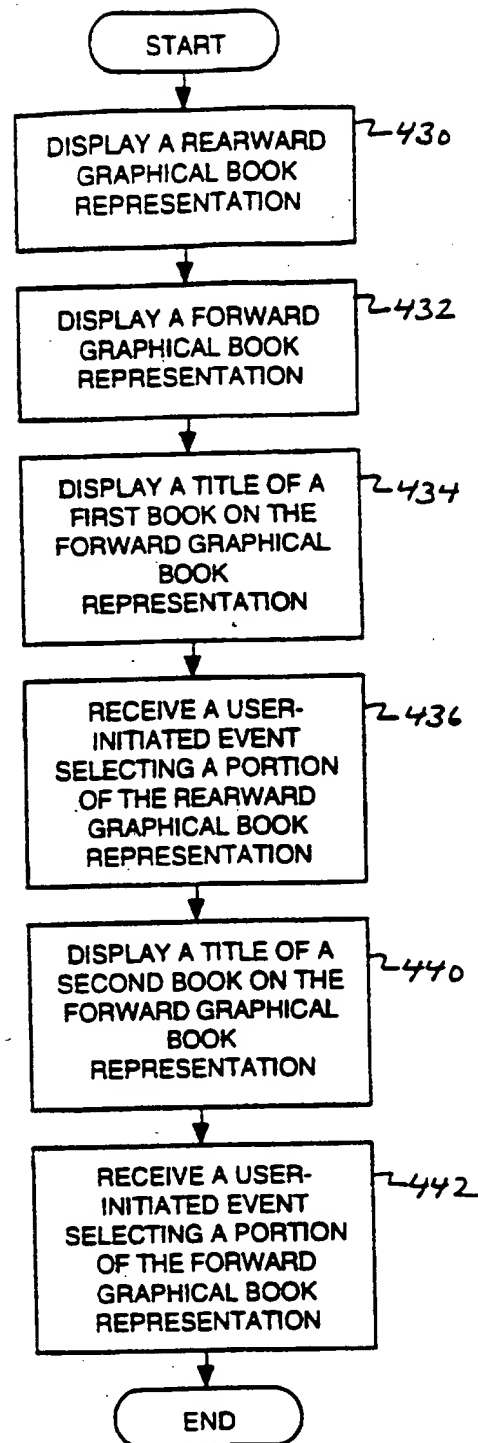 START
430
DISPLAY A REARWARD
GRAPHICAL BOOK
REPRESENTATION
432
DISPLAY A FORWARD
GRAPHICAL BOOK
REPRESENTATION
434
DISPLAY A TITLE OF A
FIRST BOOK ON THE
FORWARD GRAPHICAL
BOOK
REPRESENTATION
436
RECEIVE A USER-
INITIATED EVENT
SELECTING A PORTION
OF THE REARWARD
GRAPHICAL BOOK
REPRESENTATION
440
DISPLAY A TITLE OF A
SECOND BOOK ON THE
FORWARD GRAPHICAL
BOOK
REPRESENTATION
442
RECEIVE A USER-
INITIATED EVENT
SELECTING A PORTION
OF THE FORWARD
GRAPHICAL BOOK
REPRESENTATION
END